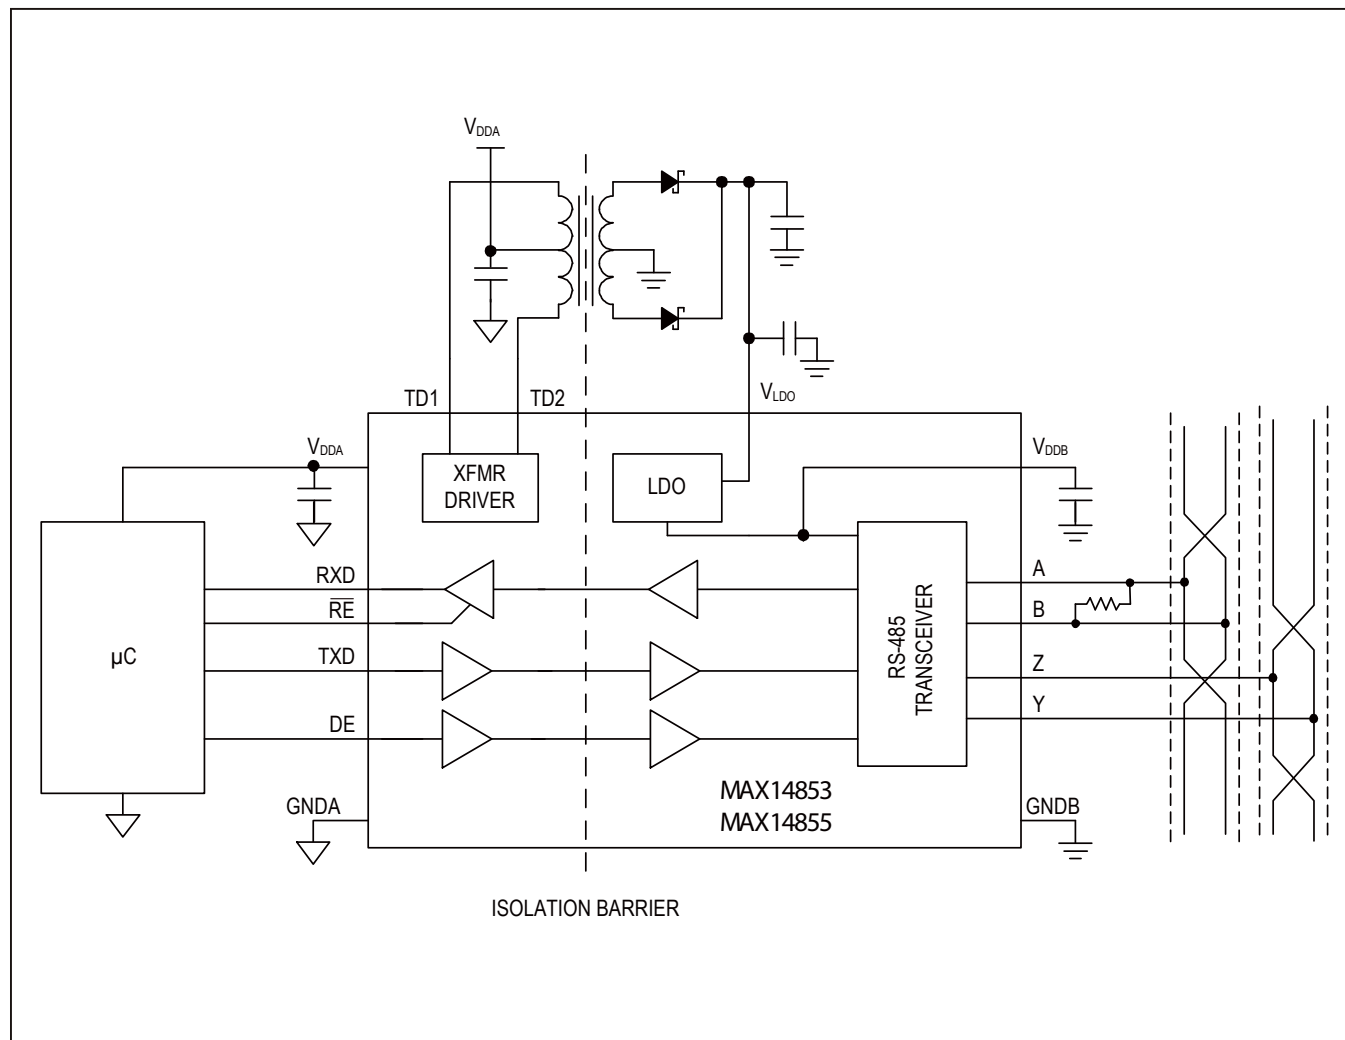 VDDA
TD1
TD2
VLDO
VDDA
VDDB
XFMR
DRIVER
LDO
RXD
R̅E̅
TXD
DE
µC
RS-485
TRANSCEIVER
A
B
Z
Y
MAX14853
MAX14855
GNDA
GNDB
ISOLATION BARRIER